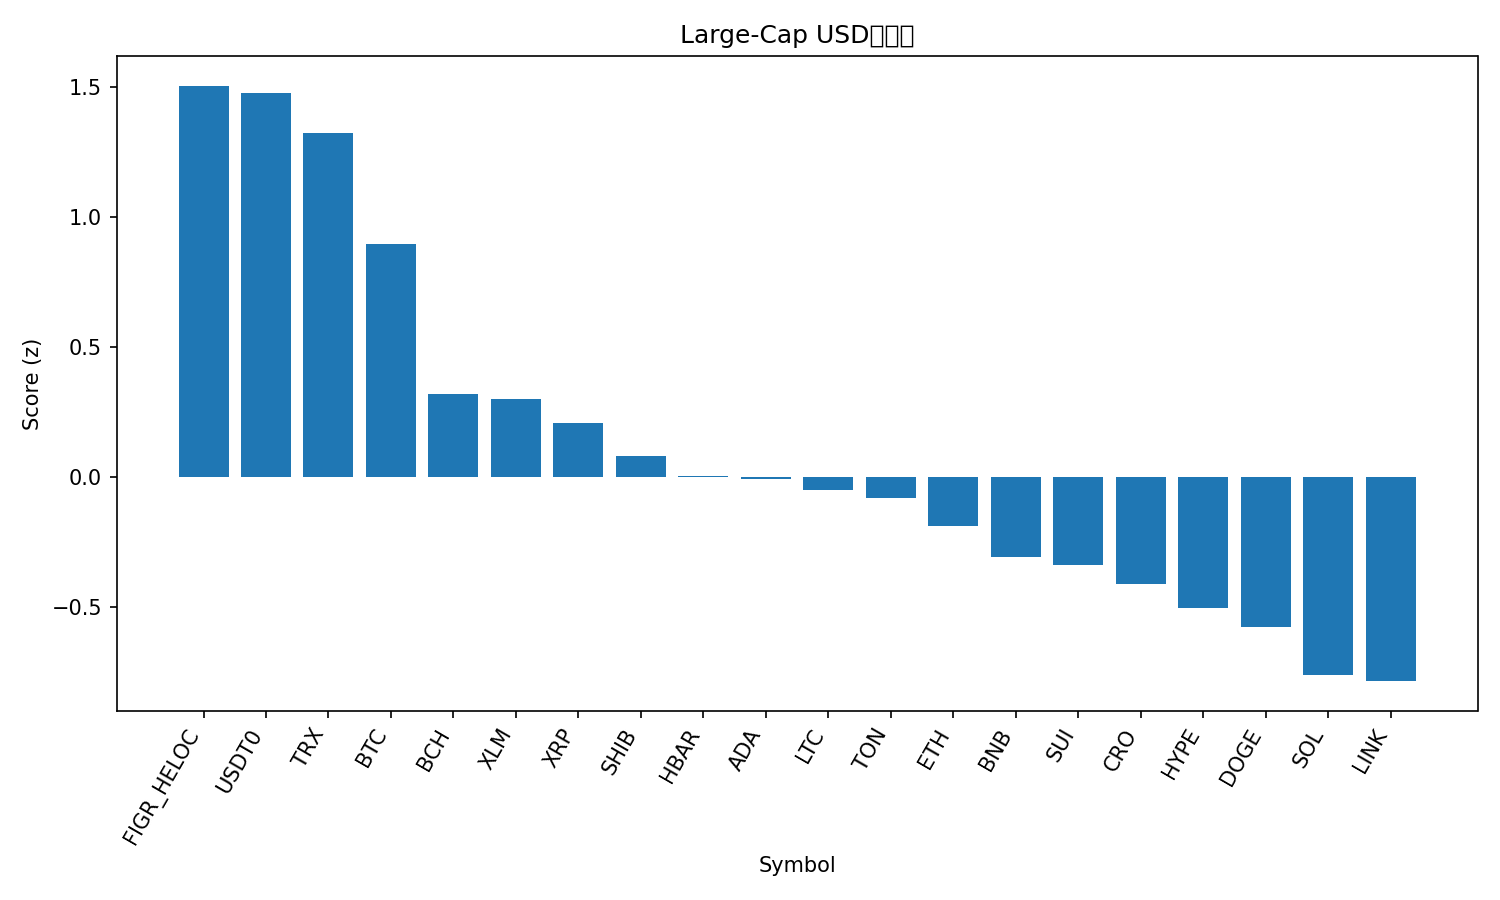 Large-Cap USD
1.5
1.0
0.5
0.0
−0.5
Score (z)
FIGR_HELOC
USDT0
TRX
BTC
BCH
XLM
XRP
SHIB
HBAR
ADA
LTC
TON
ETH
BNB
SUI
CRO
HYPE
DOGE
SOL
LINK
Symbol